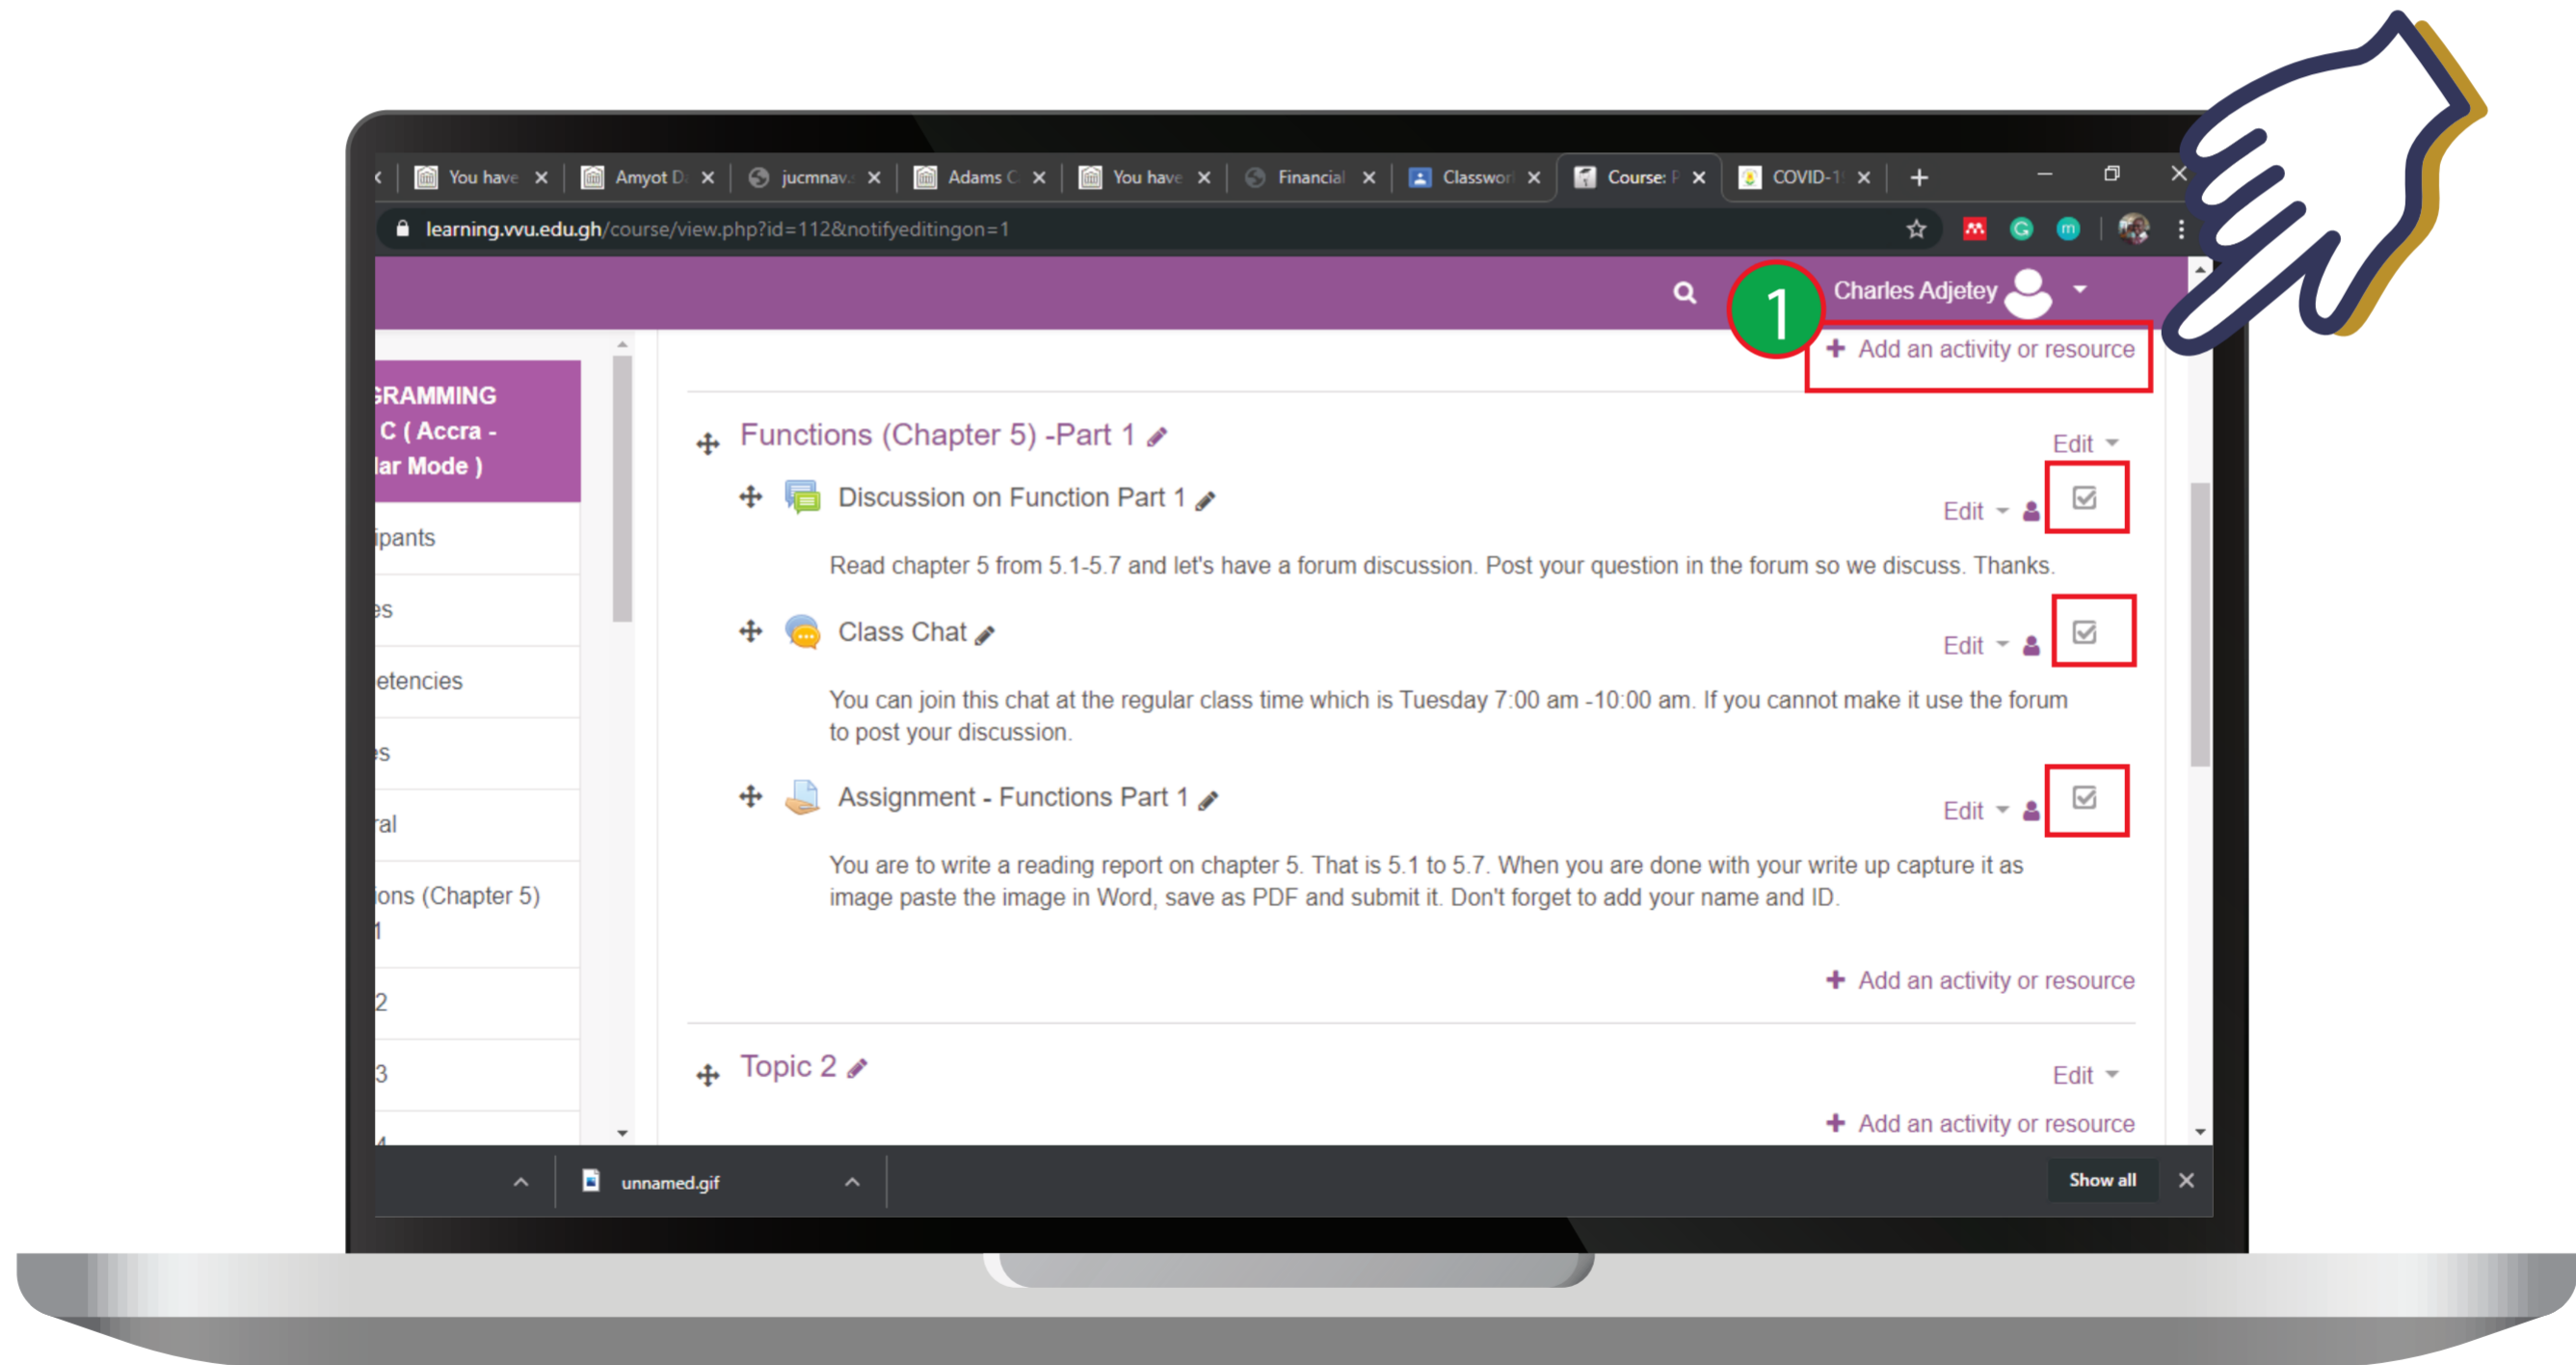 You have
Amyot D
jucmnav.
Adams C
You have
Financial
Classwor
Course: P
COVID-1
learning.vvu.edu.gh/course/view.php?id=112&notifyeditingon=1
1
Charles Adjetey
+ Add an activity or resource
GRAMMING
C ( Accra -
lar Mode )
ipants
es
etencies
es
ral
ions (Chapter 5)
1
2
3
4
Functions (Chapter 5) -Part 1
Edit
Discussion on Function Part 1
Edit
Read chapter 5 from 5.1-5.7 and let's have a forum discussion. Post your question in the forum so we discuss. Thanks.
Class Chat
Edit
You can join this chat at the regular class time which is Tuesday 7:00 am -10:00 am. If you cannot make it use the forum
to post your discussion.
Assignment - Functions Part 1
Edit
You are to write a reading report on chapter 5. That is 5.1 to 5.7. When you are done with your write up capture it as
image paste the image in Word, save as PDF and submit it. Don't forget to add your name and ID.
+ Add an activity or resource
Topic 2
Edit
+ Add an activity or resource
unnamed.gif
Show all